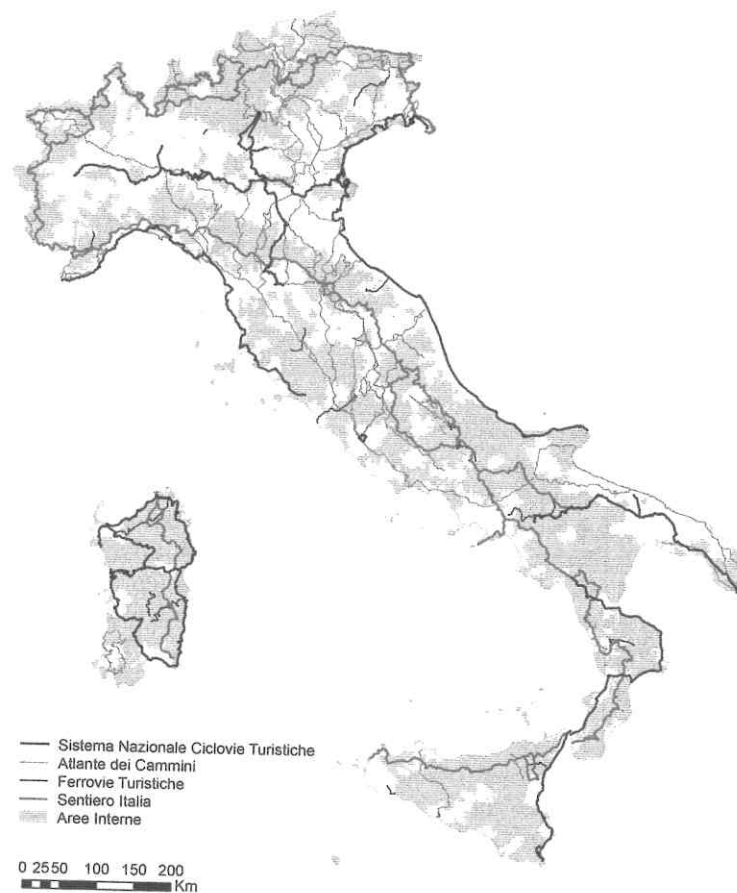 Sistema Nazionale Ciclovie Turistiche
Atlante dei Cammini
Ferrovie Turistiche
Sentiero Italia
Aree Interne
0 25 50 100 150 200
Km